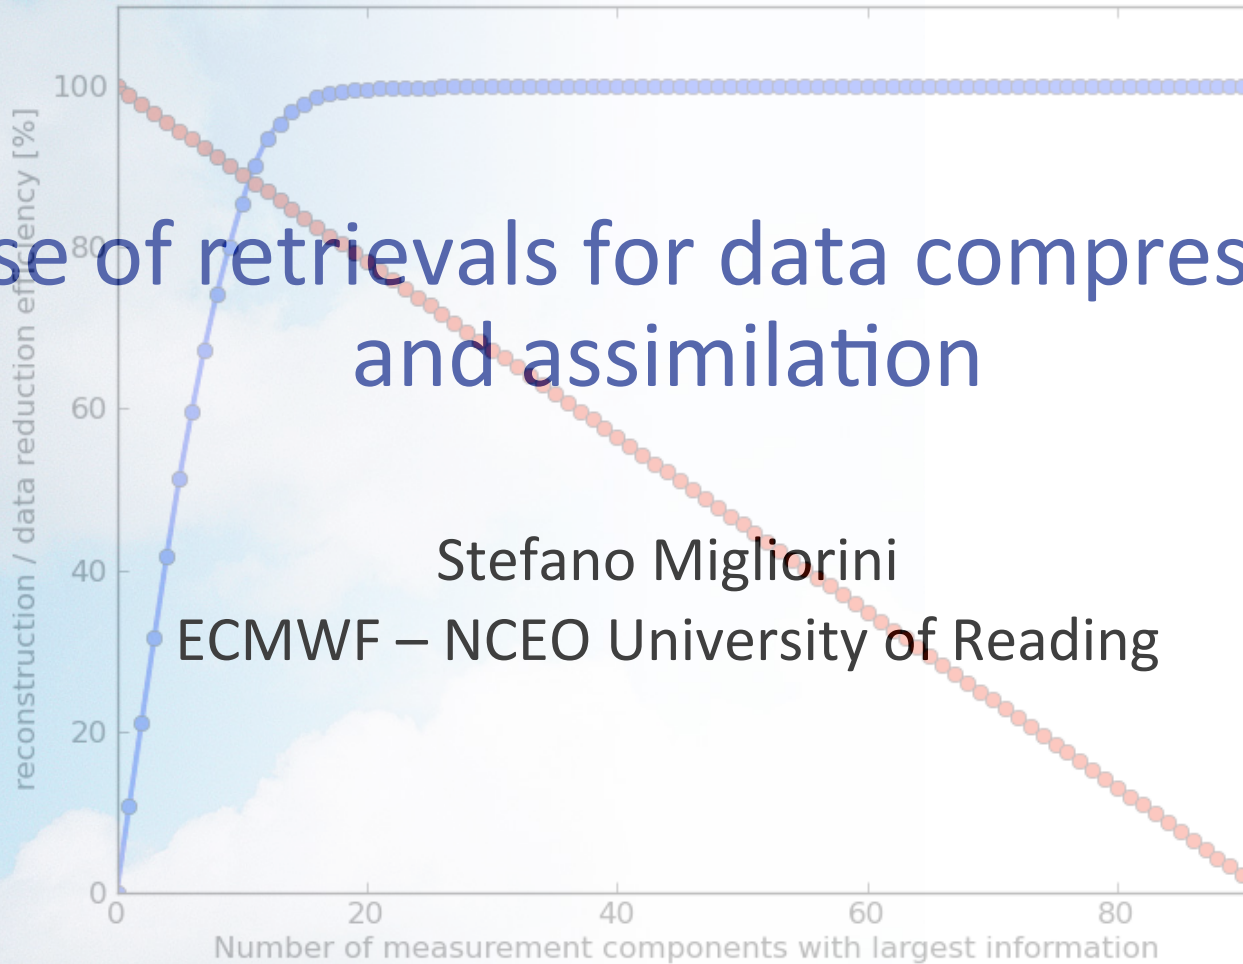 se of retrievals for data compres
and assimilation
Stefano Migliorini
ECMWF – NCEO University of Reading
reconstruction / data reduction efficiency [%]
100
80
60
40
20
0
0 20 40 60 80
Number of measurement components with largest information